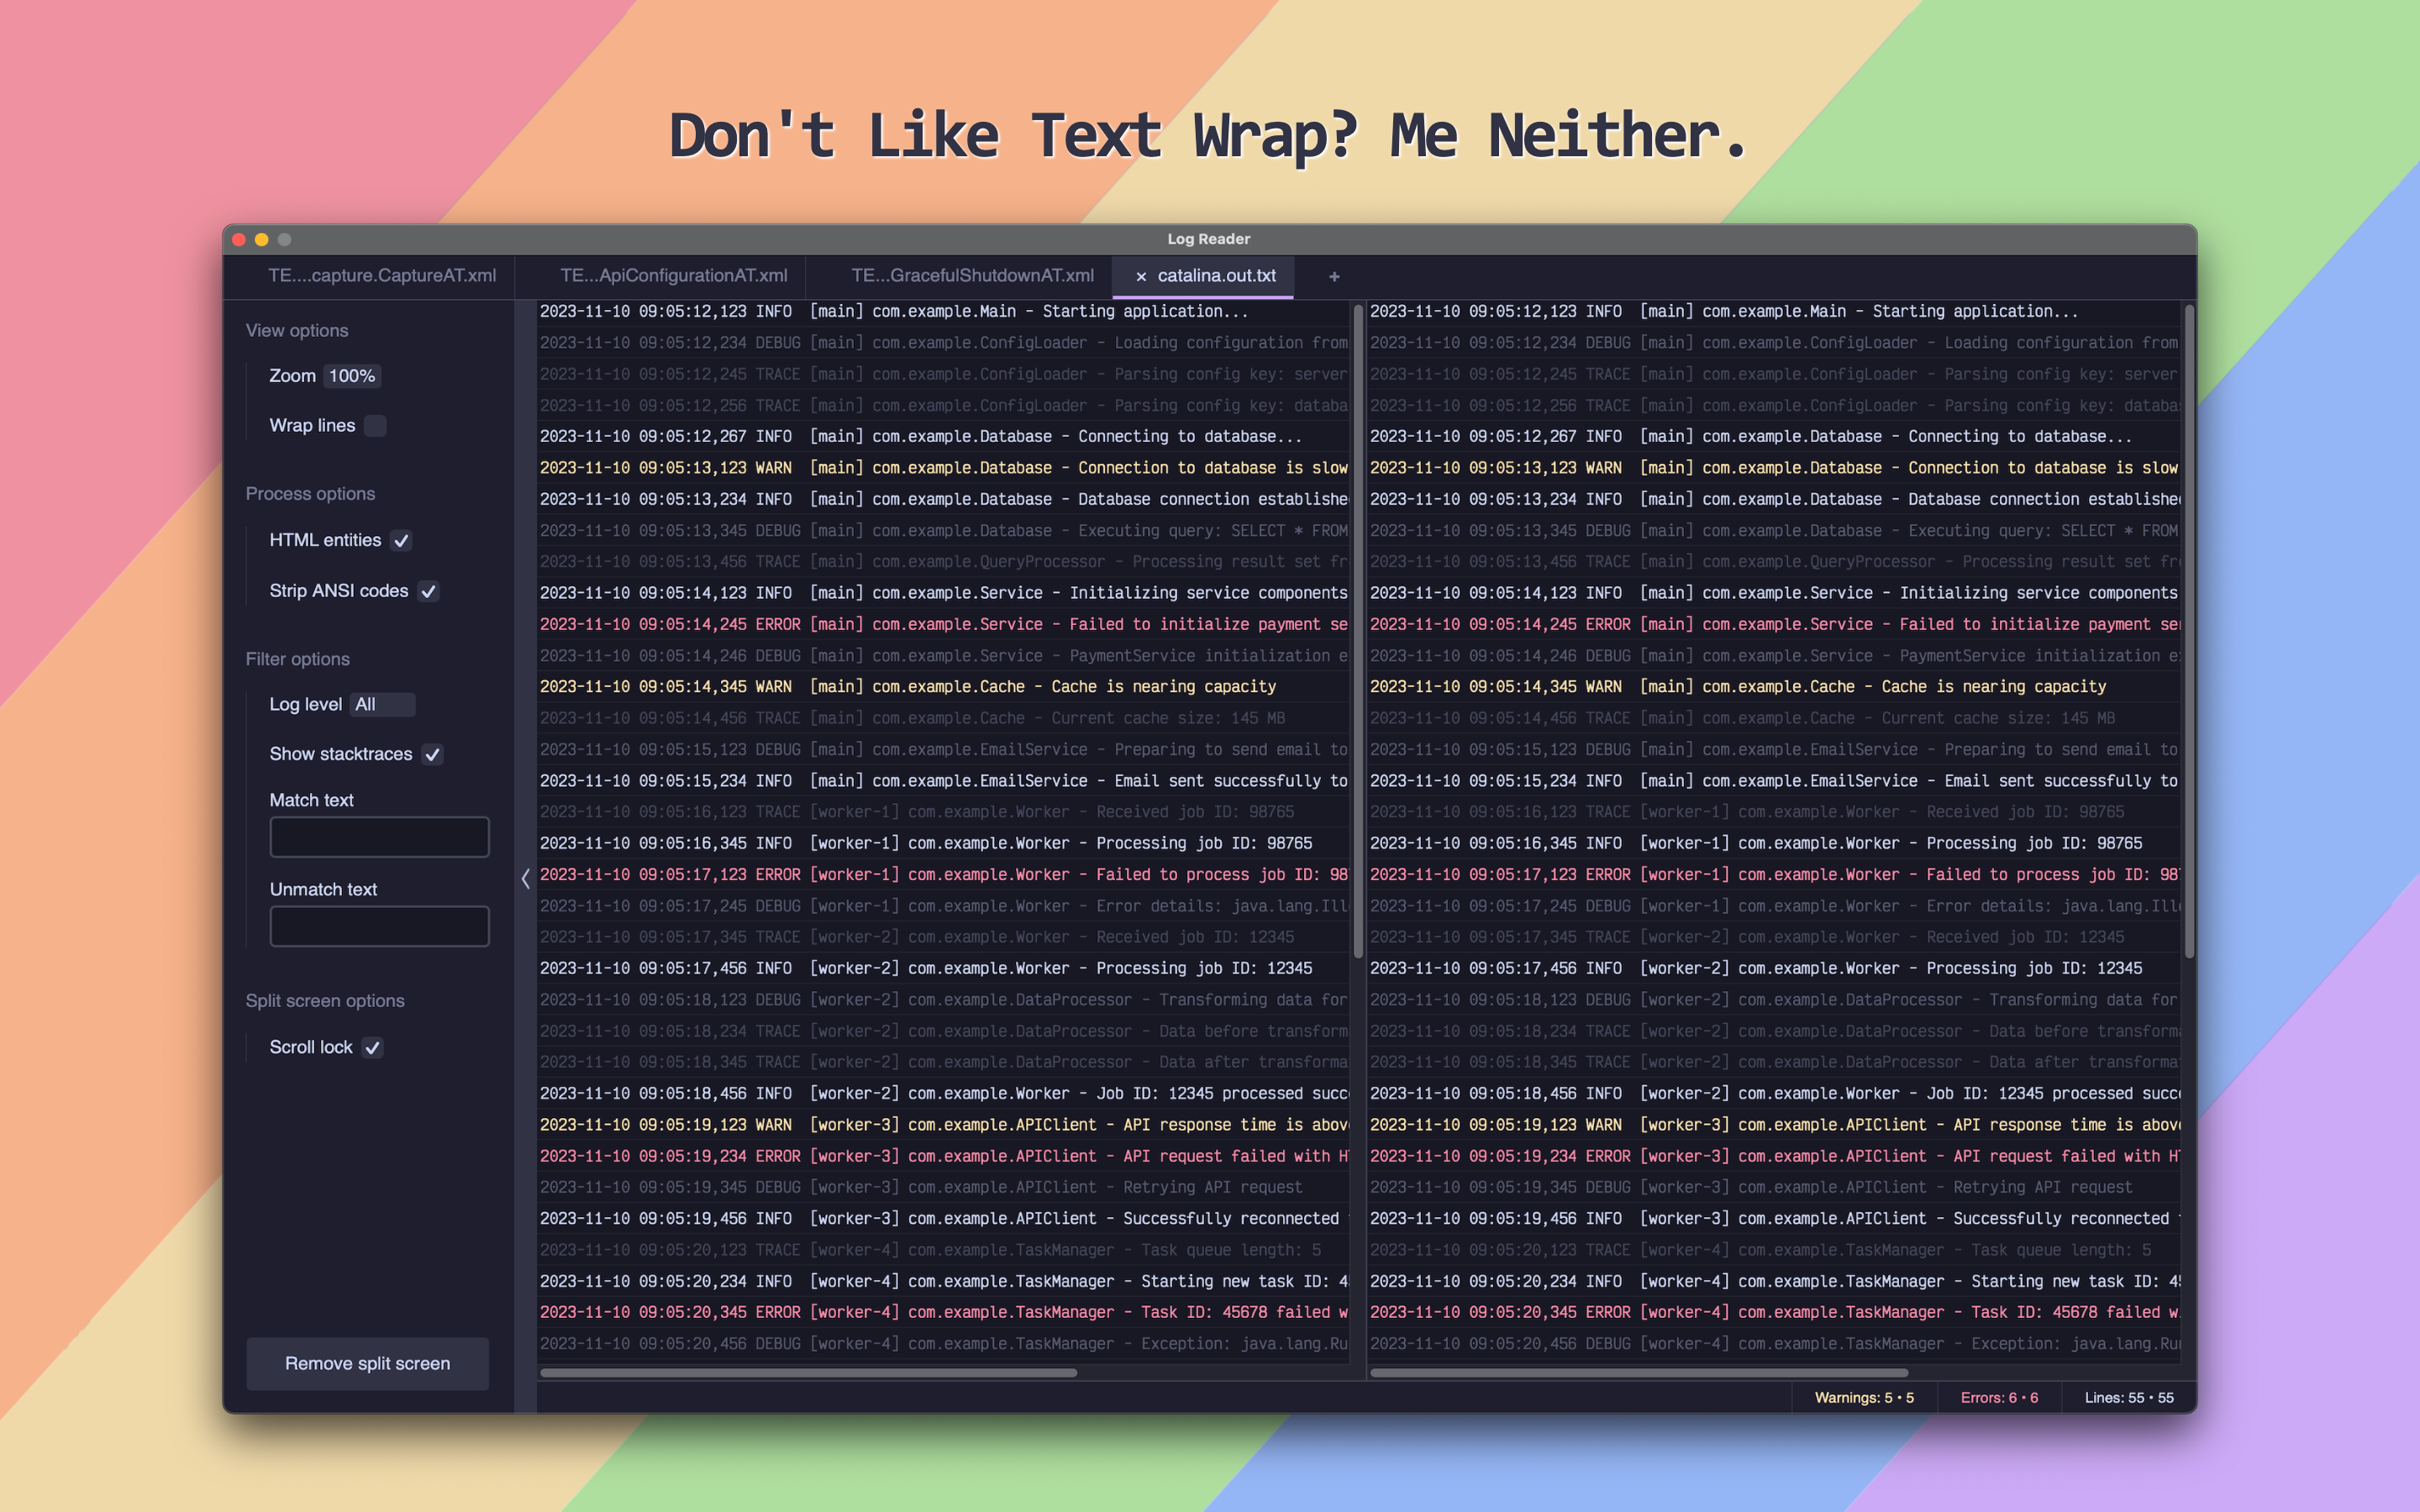 Don't Like Text Wrap? Me Neither.
Log Reader
TE....capture.CaptureAT.xml
TE...ApiConfigurationAT.xml
TE...GracefulShutdownAT.xml
× catalina.out.txt
+
View options
Zoom 100%
Wrap lines
Process options
HTML entities
Strip ANSI codes
Filter options
Log level All
Show stacktraces
Match text
Unmatch text
Split screen options
Scroll lock
Remove split screen
2023-11-10 09:05:12,123 INFO  [main] com.example.Main - Starting application...
2023-11-10 09:05:12,234 DEBUG [main] com.example.ConfigLoader - Loading configuration from
2023-11-10 09:05:12,245 TRACE [main] com.example.ConfigLoader - Parsing config key: server
2023-11-10 09:05:12,256 TRACE [main] com.example.ConfigLoader - Parsing config key: databa
2023-11-10 09:05:12,267 INFO  [main] com.example.Database - Connecting to database...
2023-11-10 09:05:13,123 WARN  [main] com.example.Database - Connection to database is slow
2023-11-10 09:05:13,234 INFO  [main] com.example.Database - Database connection establishe
2023-11-10 09:05:13,345 DEBUG [main] com.example.Database - Executing query: SELECT * FROM
2023-11-10 09:05:13,456 TRACE [main] com.example.QueryProcessor - Processing result set fr
2023-11-10 09:05:14,123 INFO  [main] com.example.Service - Initializing service components
2023-11-10 09:05:14,245 ERROR [main] com.example.Service - Failed to initialize payment se
2023-11-10 09:05:14,246 DEBUG [main] com.example.Service - PaymentService initialization e
2023-11-10 09:05:14,345 WARN  [main] com.example.Cache - Cache is nearing capacity
2023-11-10 09:05:14,456 TRACE [main] com.example.Cache - Current cache size: 145 MB
2023-11-10 09:05:15,123 DEBUG [main] com.example.EmailService - Preparing to send email to
2023-11-10 09:05:15,234 INFO  [main] com.example.EmailService - Email sent successfully to
2023-11-10 09:05:16,123 TRACE [worker-1] com.example.Worker - Received job ID: 98765
2023-11-10 09:05:16,345 INFO  [worker-1] com.example.Worker - Processing job ID: 98765
2023-11-10 09:05:17,123 ERROR [worker-1] com.example.Worker - Failed to process job ID: 987
2023-11-10 09:05:17,245 DEBUG [worker-1] com.example.Worker - Error details: java.lang.Ill
2023-11-10 09:05:17,345 TRACE [worker-2] com.example.Worker - Received job ID: 12345
2023-11-10 09:05:17,456 INFO  [worker-2] com.example.Worker - Processing job ID: 12345
2023-11-10 09:05:18,123 DEBUG [worker-2] com.example.DataProcessor - Transforming data for
2023-11-10 09:05:18,234 TRACE [worker-2] com.example.DataProcessor - Data before transform
2023-11-10 09:05:18,345 TRACE [worker-2] com.example.DataProcessor - Data after transforma
2023-11-10 09:05:18,456 INFO  [worker-2] com.example.Worker - Job ID: 12345 processed succ
2023-11-10 09:05:19,123 WARN  [worker-3] com.example.APIClient - API response time is abov
2023-11-10 09:05:19,234 ERROR [worker-3] com.example.APIClient - API request failed with H
2023-11-10 09:05:19,345 DEBUG [worker-3] com.example.APIClient - Retrying API request
2023-11-10 09:05:19,456 INFO  [worker-3] com.example.APIClient - Successfully reconnected
2023-11-10 09:05:20,123 TRACE [worker-4] com.example.TaskManager - Task queue length: 5
2023-11-10 09:05:20,234 INFO  [worker-4] com.example.TaskManager - Starting new task ID: 4
2023-11-10 09:05:20,345 ERROR [worker-4] com.example.TaskManager - Task ID: 45678 failed w
2023-11-10 09:05:20,456 DEBUG [worker-4] com.example.TaskManager - Exception: java.lang.Ru
2023-11-10 09:05:12,123 INFO  [main] com.example.Main - Starting application...
2023-11-10 09:05:12,234 DEBUG [main] com.example.ConfigLoader - Loading configuration from
2023-11-10 09:05:12,245 TRACE [main] com.example.ConfigLoader - Parsing config key: server
2023-11-10 09:05:12,256 TRACE [main] com.example.ConfigLoader - Parsing config key: databas
2023-11-10 09:05:12,267 INFO  [main] com.example.Database - Connecting to database...
2023-11-10 09:05:13,123 WARN  [main] com.example.Database - Connection to database is slow
2023-11-10 09:05:13,234 INFO  [main] com.example.Database - Database connection established
2023-11-10 09:05:13,345 DEBUG [main] com.example.Database - Executing query: SELECT * FROM
2023-11-10 09:05:13,456 TRACE [main] com.example.QueryProcessor - Processing result set fro
2023-11-10 09:05:14,123 INFO  [main] com.example.Service - Initializing service components
2023-11-10 09:05:14,245 ERROR [main] com.example.Service - Failed to initialize payment ser
2023-11-10 09:05:14,246 DEBUG [main] com.example.Service - PaymentService initialization e
2023-11-10 09:05:14,345 WARN  [main] com.example.Cache - Cache is nearing capacity
2023-11-10 09:05:14,456 TRACE [main] com.example.Cache - Current cache size: 145 MB
2023-11-10 09:05:15,123 DEBUG [main] com.example.EmailService - Preparing to send email to
2023-11-10 09:05:15,234 INFO  [main] com.example.EmailService - Email sent successfully to
2023-11-10 09:05:16,123 TRACE [worker-1] com.example.Worker - Received job ID: 98765
2023-11-10 09:05:16,345 INFO  [worker-1] com.example.Worker - Processing job ID: 98765
2023-11-10 09:05:17,123 ERROR [worker-1] com.example.Worker - Failed to process job ID: 987
2023-11-10 09:05:17,245 DEBUG [worker-1] com.example.Worker - Error details: java.lang.Ille
2023-11-10 09:05:17,345 TRACE [worker-2] com.example.Worker - Received job ID: 12345
2023-11-10 09:05:17,456 INFO  [worker-2] com.example.Worker - Processing job ID: 12345
2023-11-10 09:05:18,123 DEBUG [worker-2] com.example.DataProcessor - Transforming data for
2023-11-10 09:05:18,234 TRACE [worker-2] com.example.DataProcessor - Data before transforma
2023-11-10 09:05:18,345 TRACE [worker-2] com.example.DataProcessor - Data after transformat
2023-11-10 09:05:18,456 INFO  [worker-2] com.example.Worker - Job ID: 12345 processed succe
2023-11-10 09:05:19,123 WARN  [worker-3] com.example.APIClient - API response time is above
2023-11-10 09:05:19,234 ERROR [worker-3] com.example.APIClient - API request failed with HT
2023-11-10 09:05:19,345 DEBUG [worker-3] com.example.APIClient - Retrying API request
2023-11-10 09:05:19,456 INFO  [worker-3] com.example.APIClient - Successfully reconnected
2023-11-10 09:05:20,123 TRACE [worker-4] com.example.TaskManager - Task queue length: 5
2023-11-10 09:05:20,234 INFO  [worker-4] com.example.TaskManager - Starting new task ID: 45
2023-11-10 09:05:20,345 ERROR [worker-4] com.example.TaskManager - Task ID: 45678 failed w
2023-11-10 09:05:20,456 DEBUG [worker-4] com.example.TaskManager - Exception: java.lang.Run
Warnings: 5 • 5
Errors: 6 • 6
Lines: 55 • 55